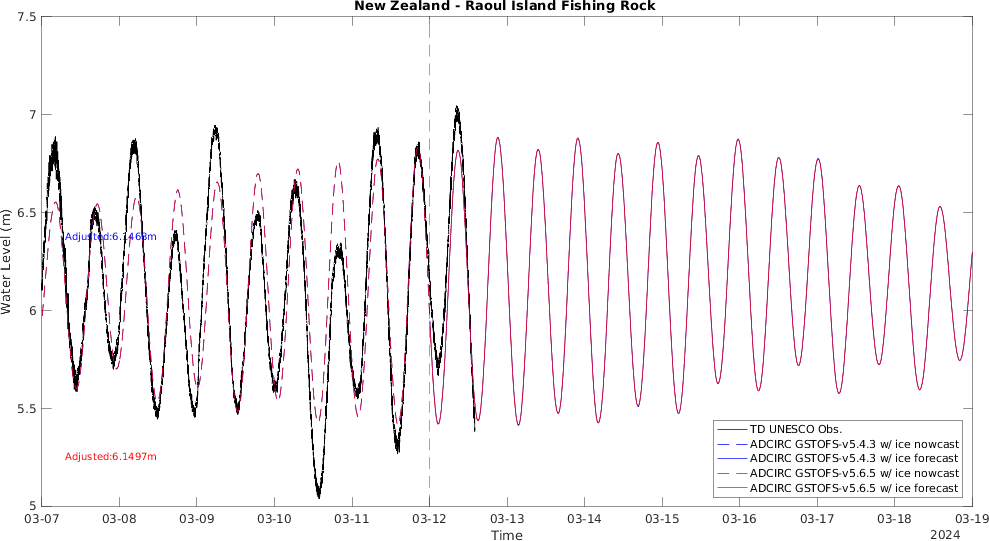 New Zealand - Raoul Island Fishing Rock
7.5
7
6.5
6
5.5
5
Water Level (m)
Adjusted:6.1468m
Adjusted:6.1497m
TD UNESCO Obs.
ADCIRC GSTOFS-v5.4.3 w/ ice nowcast
ADCIRC GSTOFS-v5.4.3 w/ ice forecast
ADCIRC GSTOFS-v5.6.5 w/ ice nowcast
ADCIRC GSTOFS-v5.6.5 w/ ice forecast
03-07 03-08 03-09 03-10 03-11 03-12 03-13 03-14 03-15 03-16 03-17 03-18 03-19
Time
2024